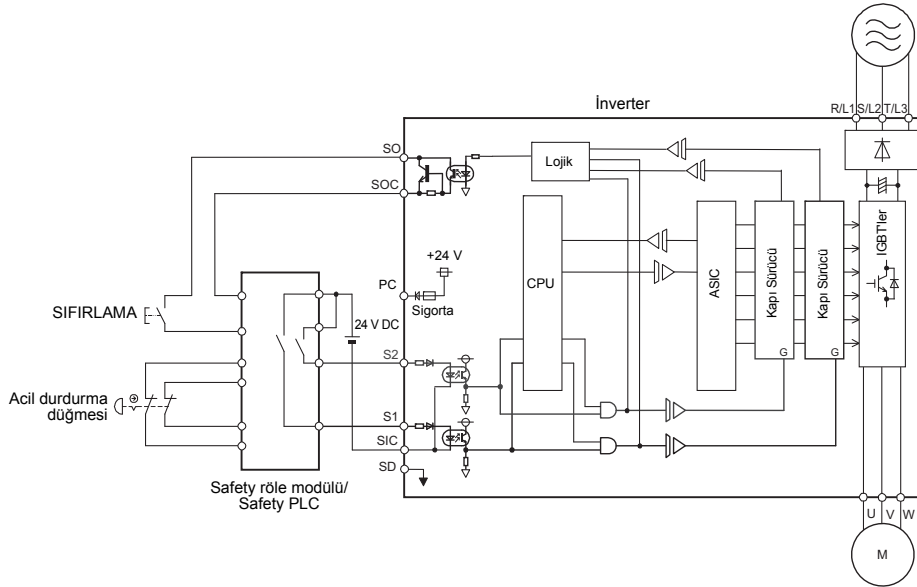 İnverter
R/L1 S/L2 T/L3
SO
SOC
Lojik
+24 V
PC
Sigorta
CPU
ASIC
Kapı Sürücü
G
Kapı Sürücü
G
IGBT'ler
SIFIRLAMA
24 V DC
S2
Acil durdurma
düğmesi
S1
SIC
SD
Safety röle modülü/
Safety PLC
U V W
M